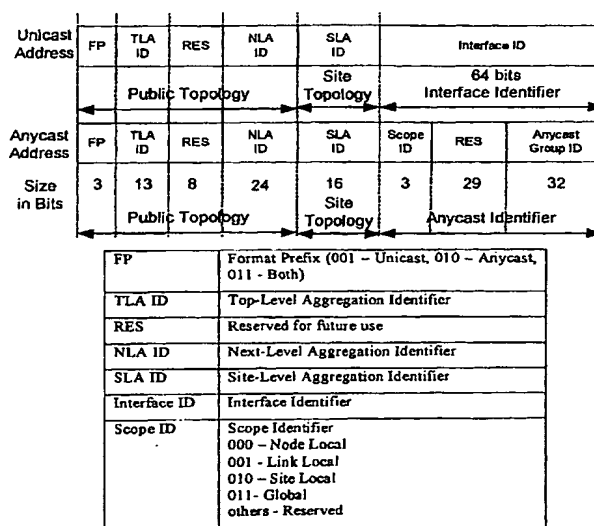 Unicast Address FP TLA ID RES NLA ID SLA ID Interface ID
Public Topology Site Topology 64 bits Interface Identifier
Anycast Address FP TLA ID RES NLA ID SLA ID Scope ID RES Anycast Group ID
Size in Bits 3 13 8 24 16 3 29 32
Public Topology Site Topology Anycast Identifier
FP Format Prefix (001 – Unicast, 010 – Anycast,
011 - Both)
TLA ID Top-Level Aggregation Identifier
RES Reserved for future use
NLA ID Next-Level Aggregation Identifier
SLA ID Site-Level Aggregation Identifier
Interface ID Interface Identifier
Scope ID Scope Identifier
000 – Node Local
001 - Link Local
010 – Site Local
011- Global
others - Reserved